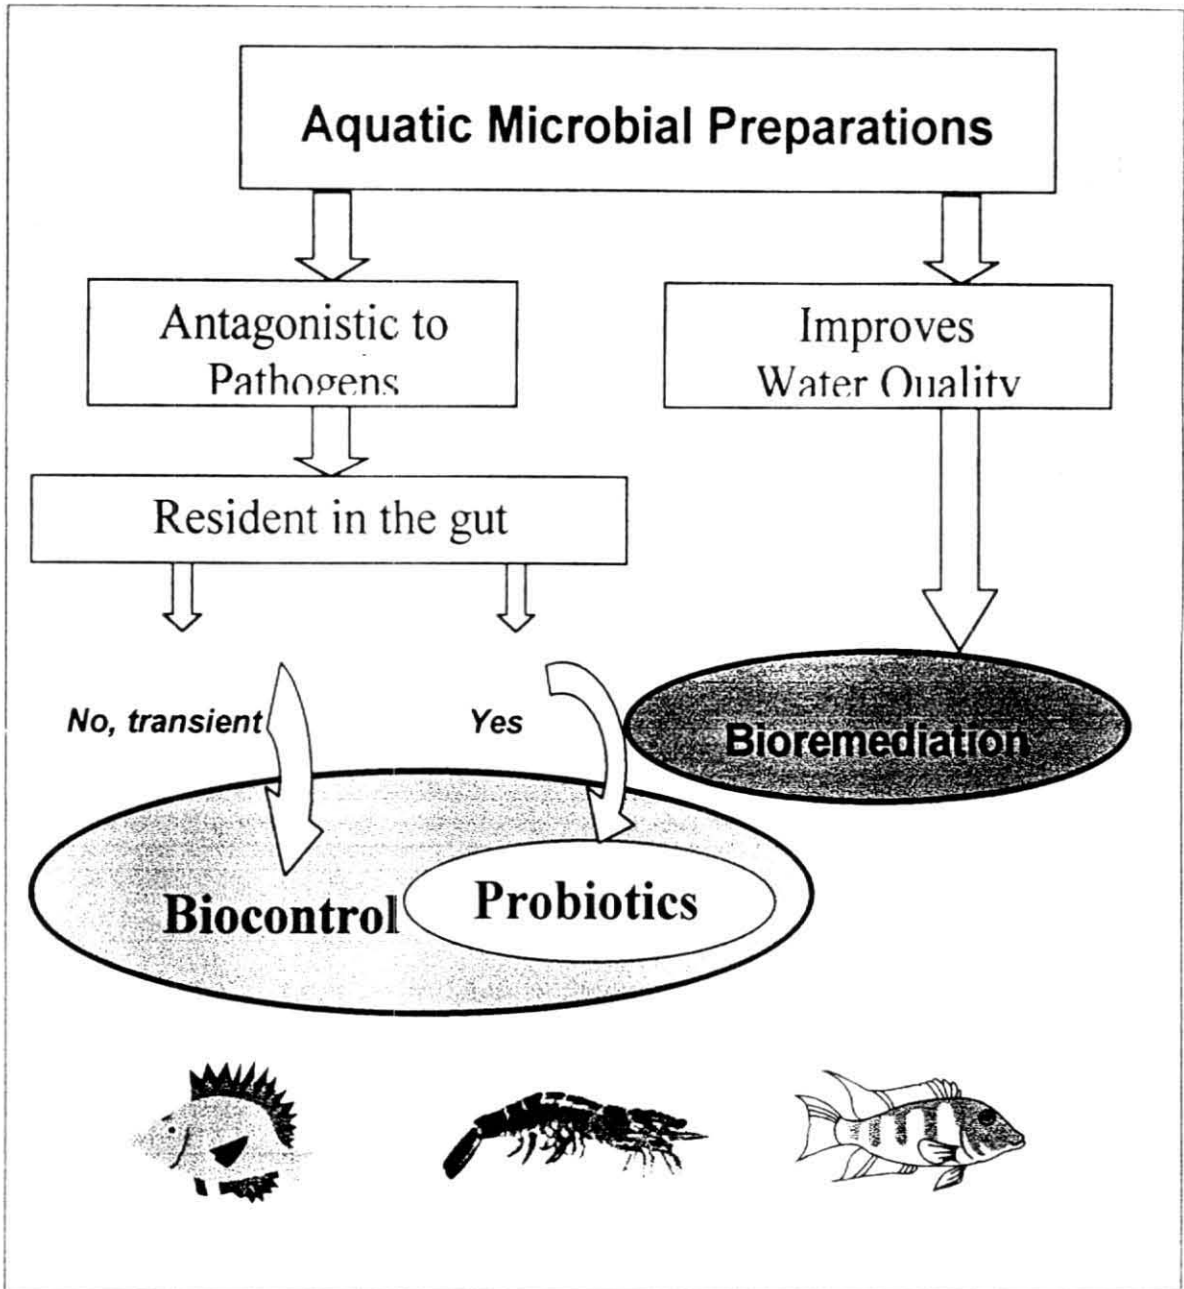 Aquatic Microbial Preparations
Antagonistic to
Pathogens
Improves
Water Quality
Resident in the gut
No, transient
Yes
Bioremediation
Biocontrol
Probiotics